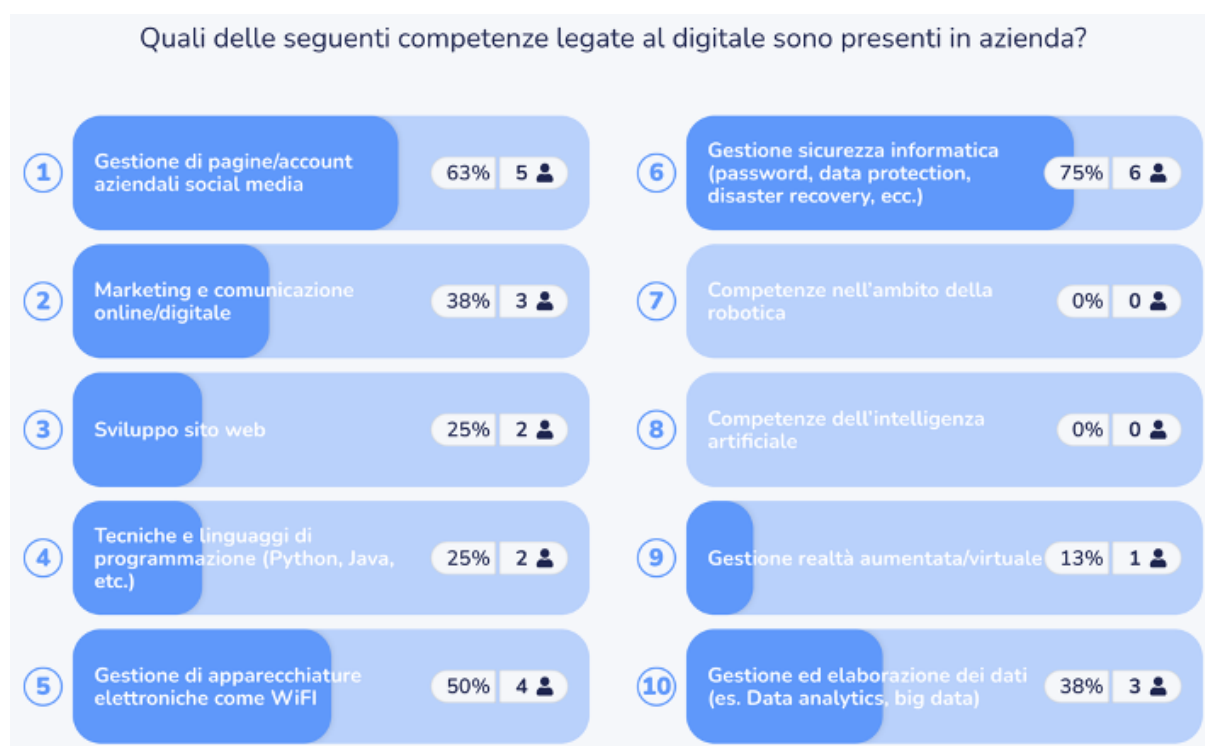 Quali delle seguenti competenze legate al digitale sono presenti in azienda?
1
Gestione di pagine/account
aziendali social media
63% 5
2
Marketing e comunicazione
online/digitale
38% 3
3
Sviluppo sito web
25% 2
4
Tecniche e linguaggi di
programmazione (Python, Java,
etc.)
25% 2
5
Gestione di apparecchiature
elettroniche come WiFI
50% 4
6
Gestione sicurezza informatica
(password, data protection,
disaster recovery, ecc.)
75% 6
7
Competenze nell'ambito della
robotica
0% 0
8
Competenze dell'intelligenza
artificiale
0% 0
9
Gestione realtà aumentata/virtuale
13% 1
10
Gestione ed elaborazione dei dati
(es. Data analytics, big data)
38% 3